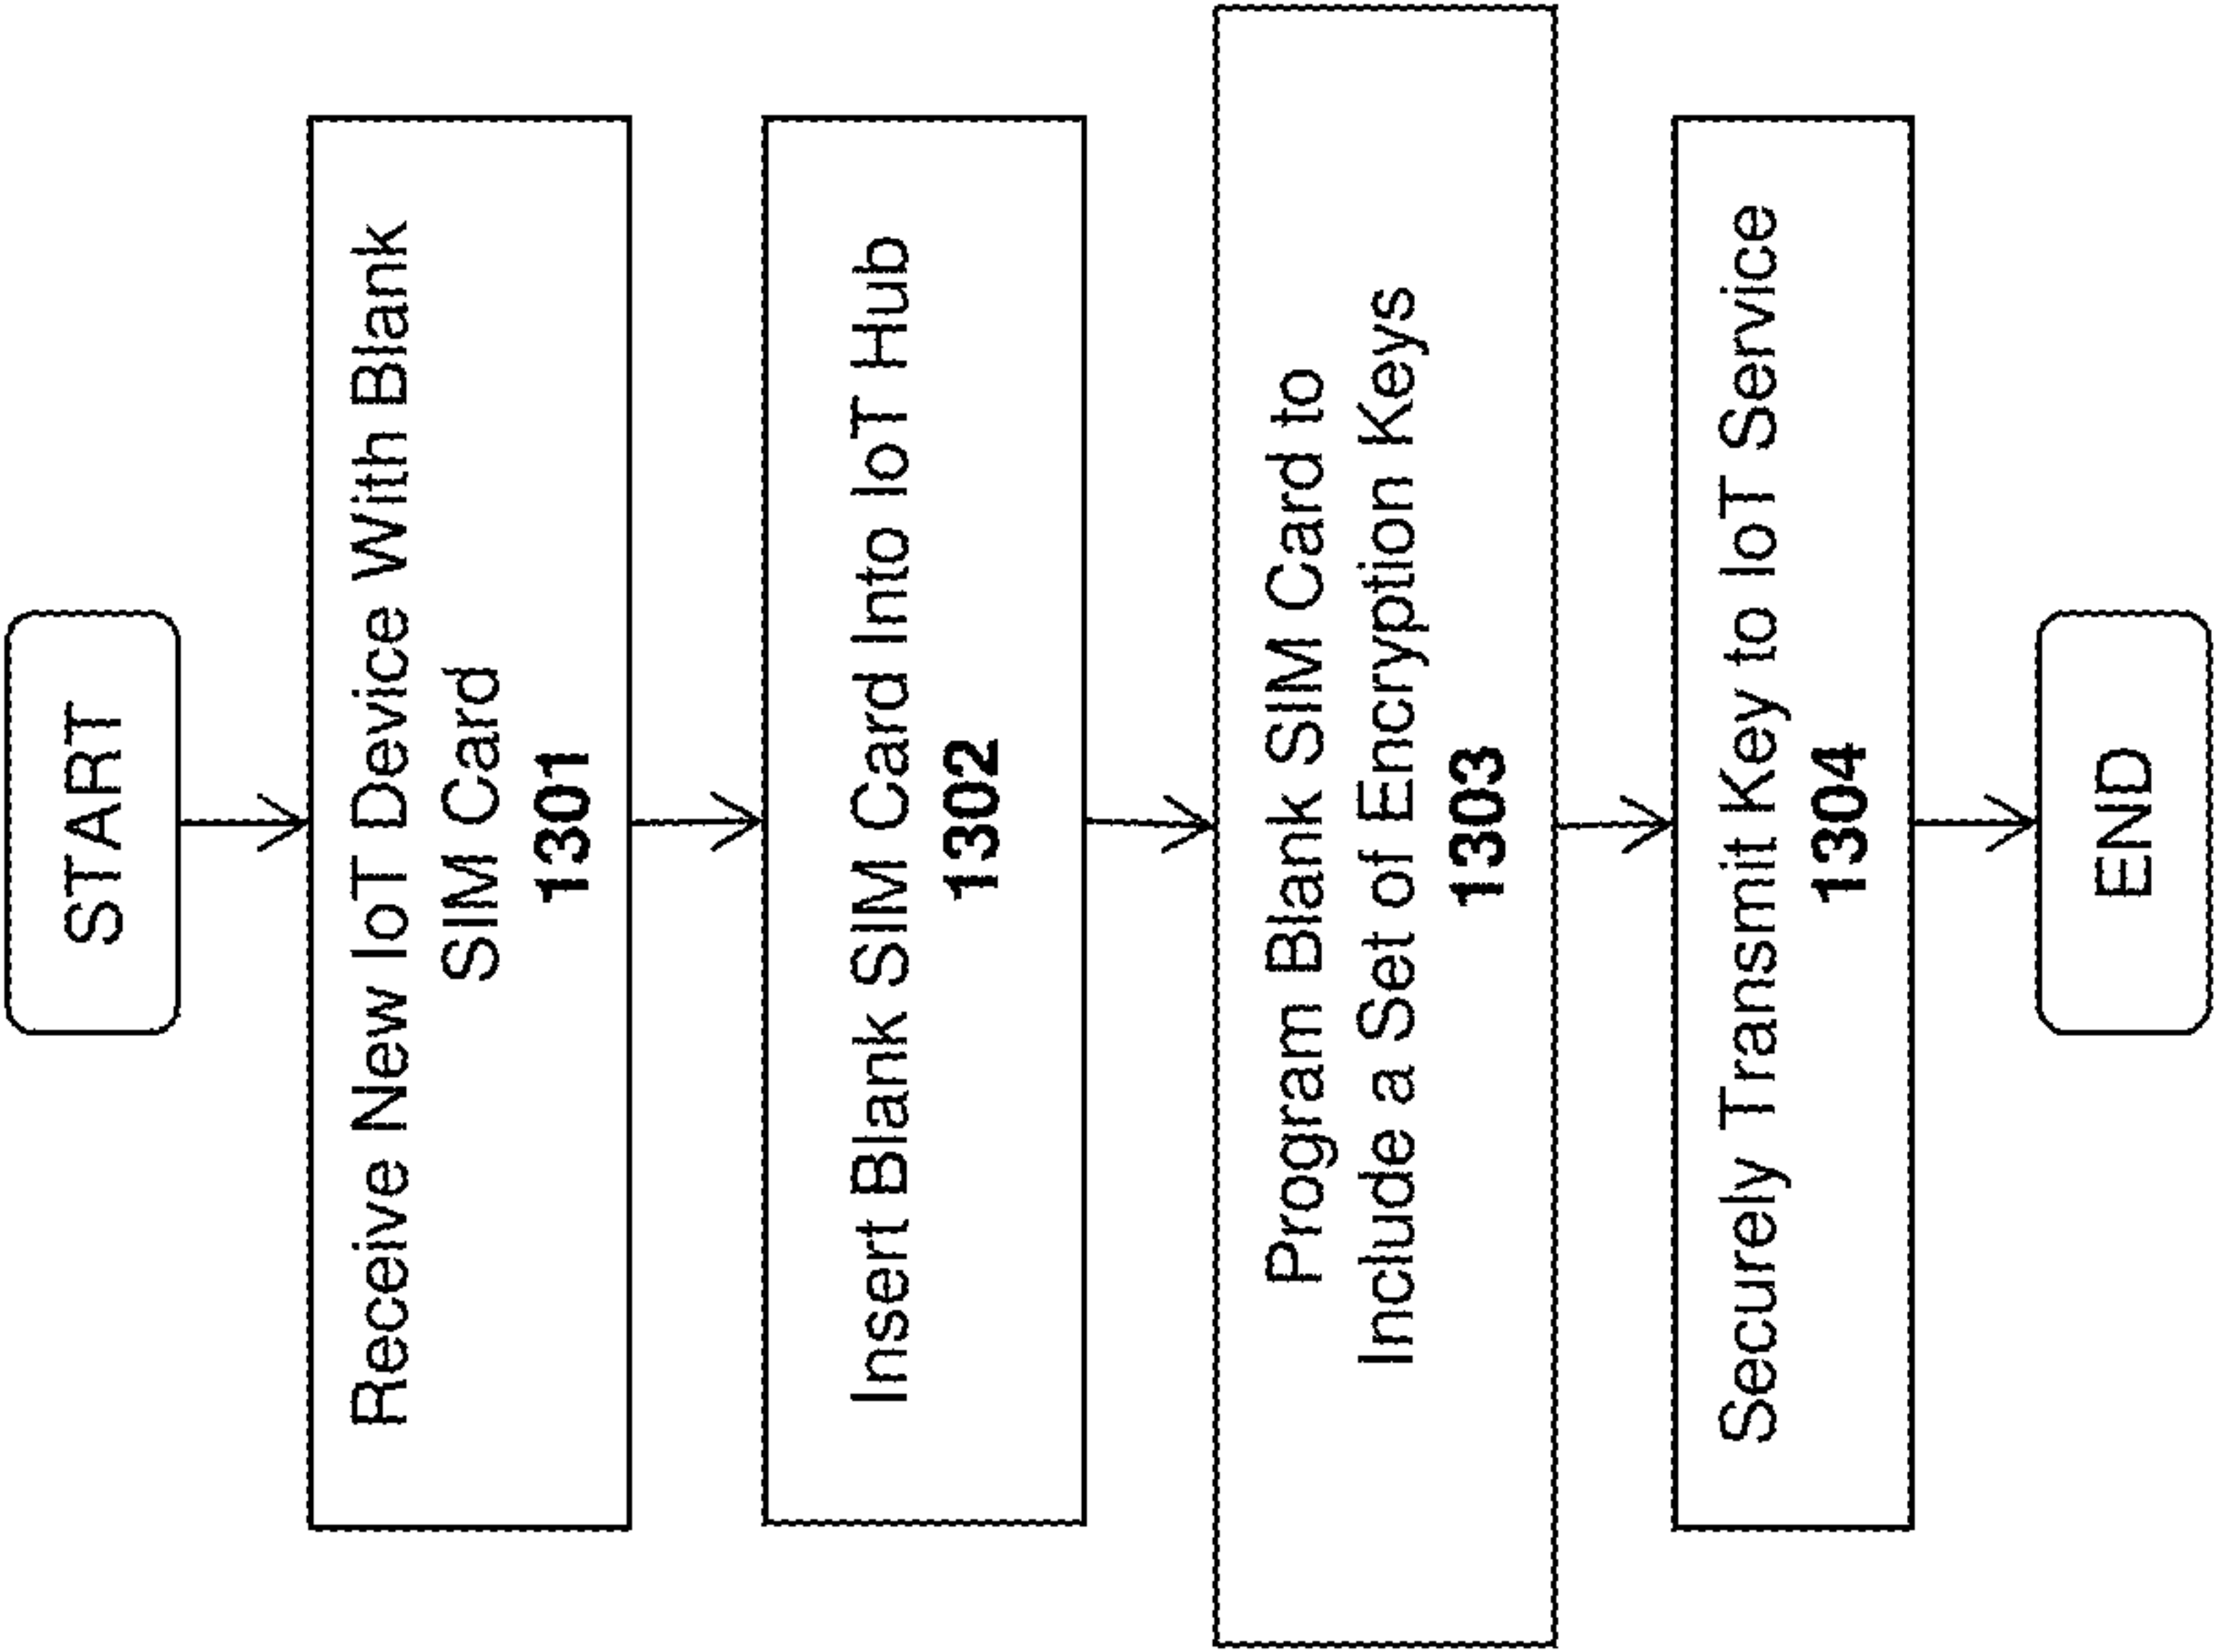 START
Receive New IoT Device With Blank
SIM Card
1301
Insert Blank SIM Card Into IoT Hub
1302
Program Blank SIM Card to
Include a Set of Encryption Keys
1303
Securely Transmit Key to IoT Service
1304
END